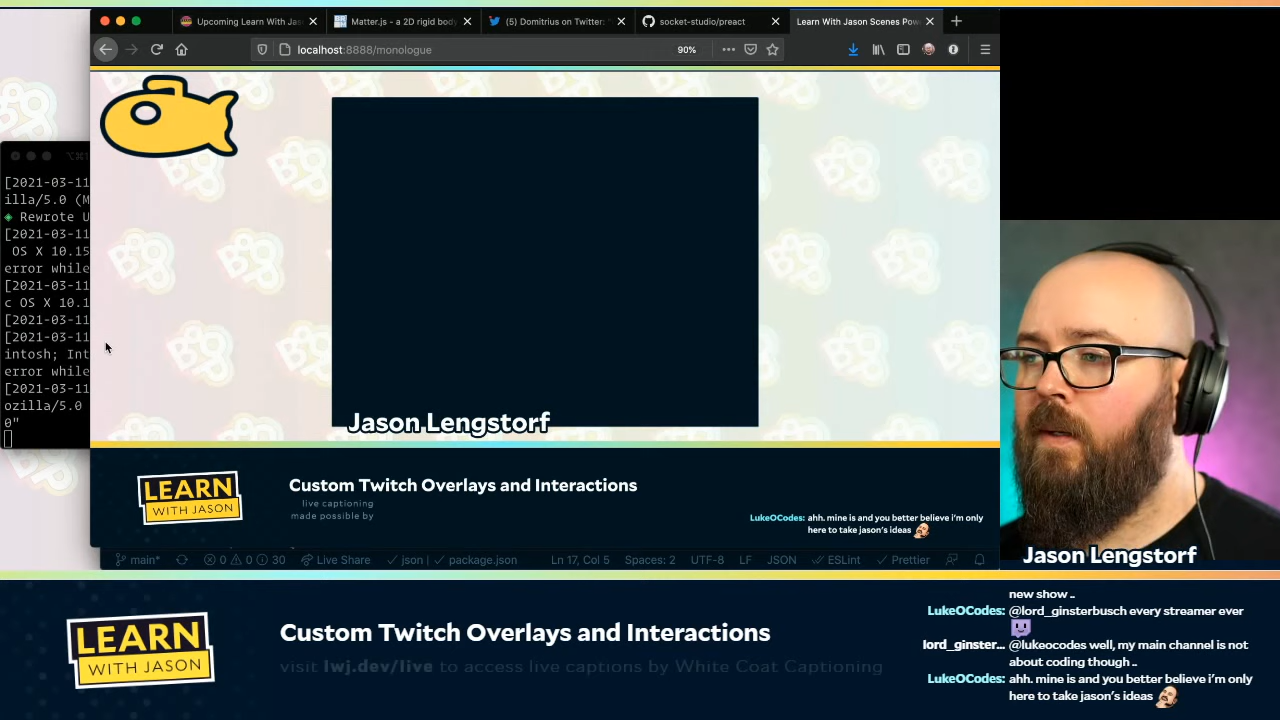 Upcoming Learn With Jas
Matter.js - a 2D rigid body
(5) Domitrius on Twitter: "
socket-studio/preact
Learn With Jason Scenes Pow
localhost:8888/monologue
90%
[2021-03-11
illa/5.0 (M
Rewrote U
[2021-03-11
OS X 10.15
error while
[2021-03-11
c OS X 10.1
[2021-03-11
[2021-03-11
intosh; Int
error while
[2021-03-11
ozilla/5.0
0"
Jason Lengstorf
LEARN
WITH JASON
Custom Twitch Overlays and Interactions
live captioning
made possible by
LukeOCodes: ahh. mine is and you better believe i'm only
here to take jason's ideas
main*
0 0 30
Live Share
json
package.json
Ln 17, Col 5
Spaces: 2
UTF-8
LF
JSON
ESLint
Prettier
Jason Lengstorf
LEARN
WITH JASON
Custom Twitch Overlays and Interactions
visit lwj.dev/live to access live captions by White Coat Captioning
new show ..
LukeOCodes: @lord_ginsterbusch every streamer ever
lord_ginster... @lukeocodes well, my main channel is not
about coding though ..
LukeOCodes: ahh. mine is and you better believe i'm only
here to take jason's ideas